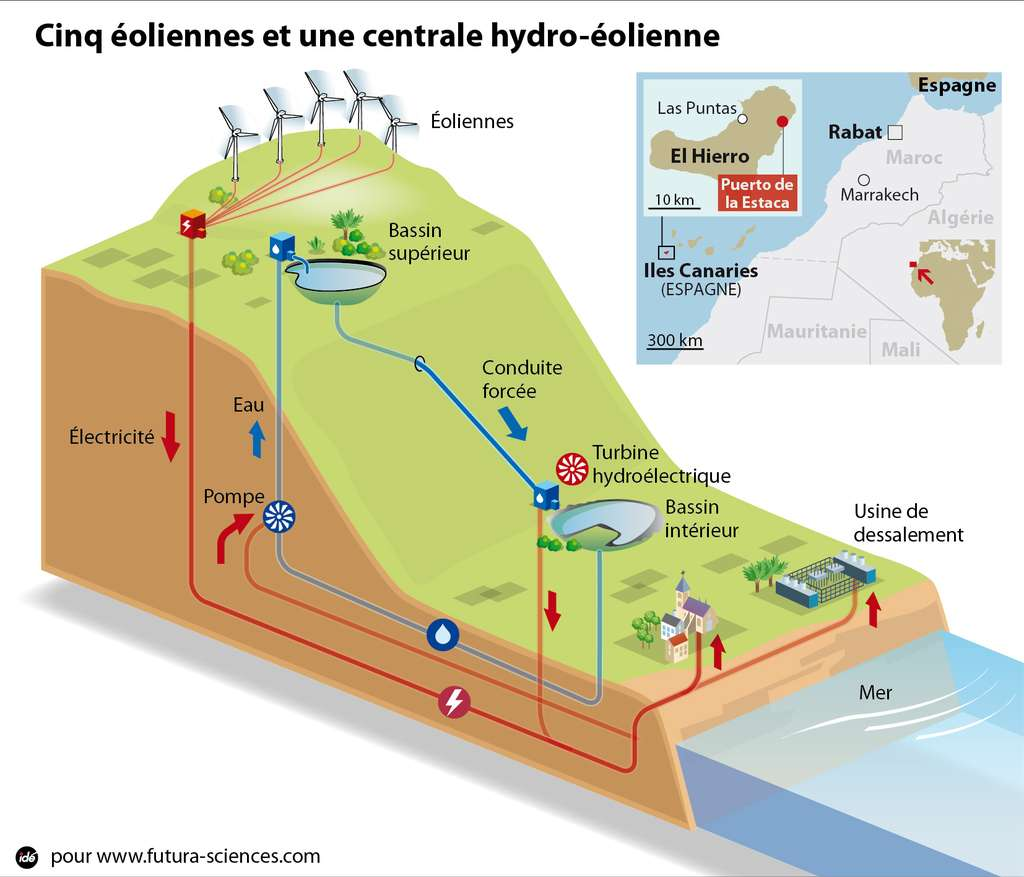 Cinq éoliennes et une centrale hydro-éolienne
Éoliennes
Bassin
supérieur
Conduite
forcée
Eau
Électricité
Pompe
Turbine
hydroélectrique
Bassin
intérieur
Usine de
dessalement
Mer
Las Puntas
El Hierro
Puerto de
la Estaca
10 km
Iles Canaries
(ESPAGNE)
300 km
Espagne
Rabat
Maroc
Marrakech
Algérie
Mauritanie
Mali
idé pour www.futura-sciences.com